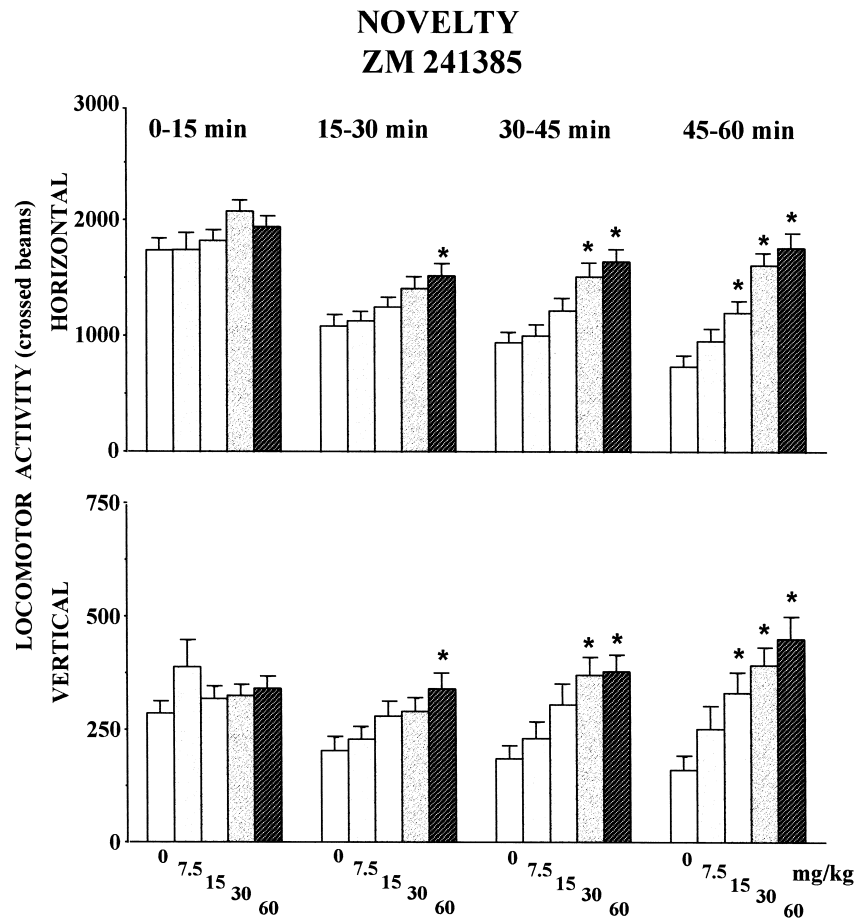 NOVELTY
ZM 241385
3000
0-15 min 15-30 min 30-45 min 45-60 min
2000
1000
0
* * * * * *
HORIZONTAL
LOCOMOTOR ACTIVITY (crossed beams)
750
500
250
0
* * * * * *
VERTICAL
0 7.5 15 30 60
0 7.5 15 30 60
0 7.5 15 30 60
0 7.5 15 30 60
mg/kg